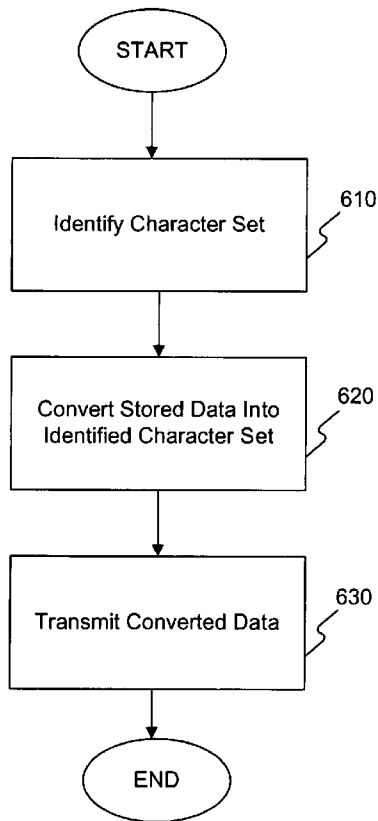 START
Identify Character Set
610
Convert Stored Data Into
Identified Character Set
620
Transmit Converted Data
630
END